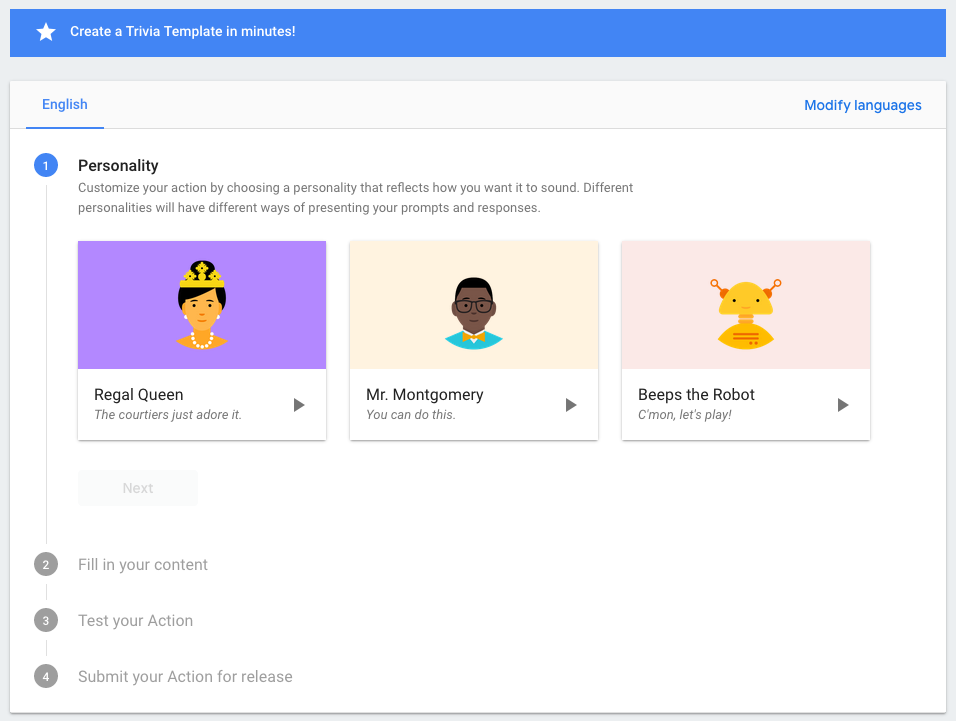 Create a Trivia Template in minutes!
English
Modify languages
1
Personality
Customize your action by choosing a personality that reflects how you want it to sound. Different
personalities will have different ways of presenting your prompts and responses.
Regal Queen
The courtiers just adore it.
Mr. Montgomery
You can do this.
Beeps the Robot
C'mon, let's play!
Next
2
Fill in your content
3
Test your Action
4
Submit your Action for release